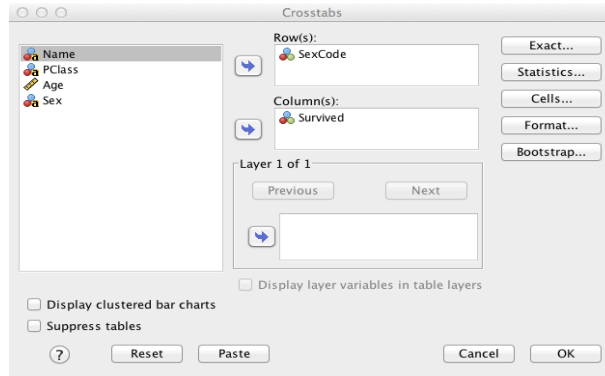 Crosstabs
Name
PClass
Age
Sex
Row(s):
SexCode
Column(s):
Survived
Layer 1 of 1
Previous Next
Display layer variables in table layers
Exact...
Statistics...
Cells...
Format...
Bootstrap...
Display clustered bar charts
Suppress tables
? Reset Paste Cancel OK